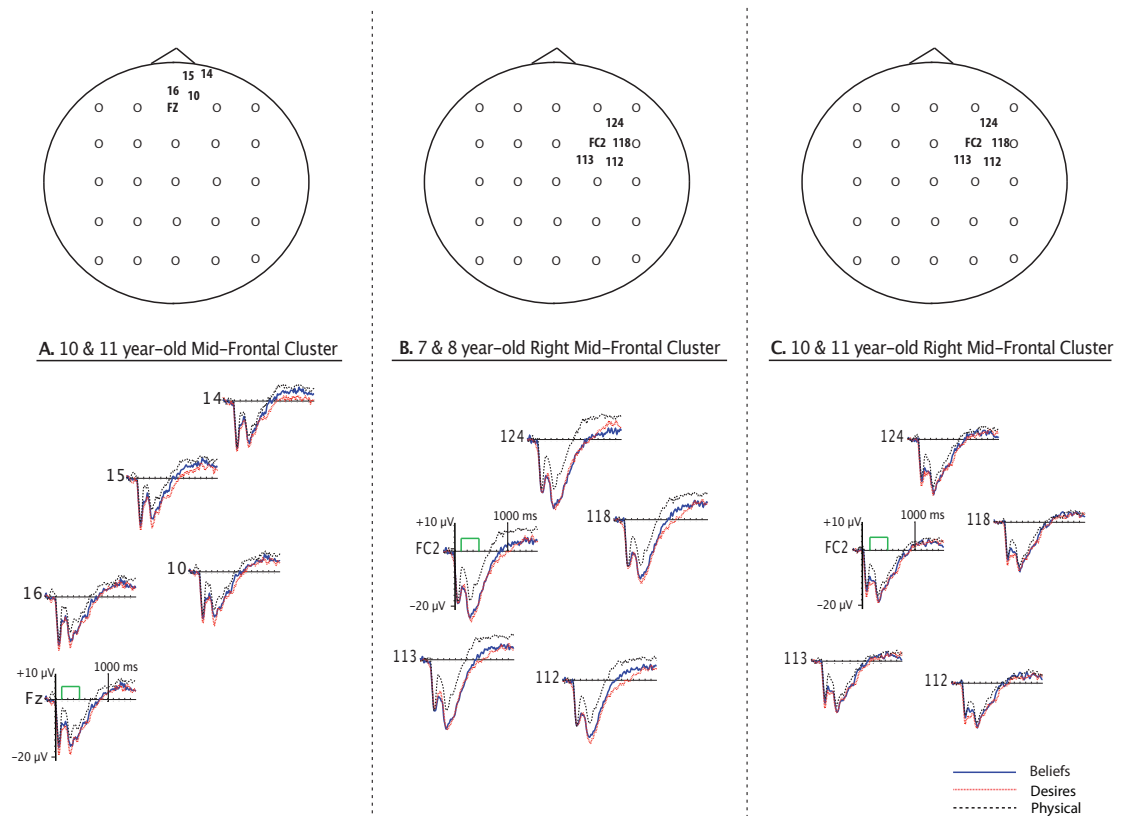 15 14
16 10
FZ
124
FC2 118
113 112
124
FC2 118
113 112
A. 10 & 11 year-old Mid-Frontal Cluster
B. 7 & 8 year-old Right Mid-Frontal Cluster
C. 10 & 11 year-old Right Mid-Frontal Cluster
14
15
10
16
+10 µV
1000 ms
Fz
-20 µV
124
118
+10 µV
1000 ms
FC2
-20 µV
113
112
124
118
+10 µV
1000 ms
FC2
-20 µV
113
112
Beliefs
Desires
Physical